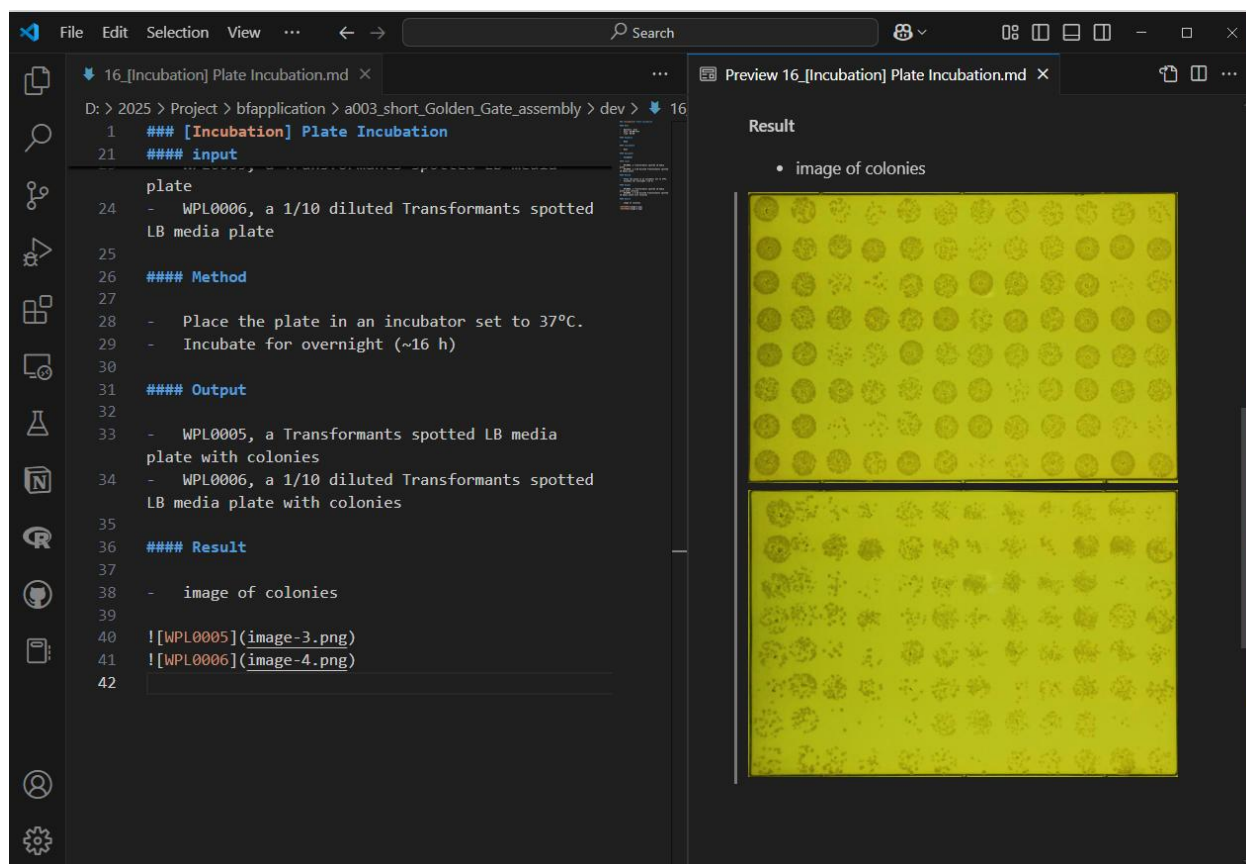 File Edit Selection View ··· Search
16_[Incubation] Plate Incubation.md
D: > 2025 > Project > bfapplication > a003_short_Golden_Gate_assembly > dev > 16
1 ### [Incubation] Plate Incubation
21 #### input
plate
24 - WPL0006, a 1/10 diluted Transformants spotted
LB media plate
25
26 #### Method
27
28 - Place the plate in an incubator set to 37°C.
29 - Incubate for overnight (~16 h)
30
31 #### Output
32
33 - WPL0005, a Transformants spotted LB media
plate with colonies
34 - WPL0006, a 1/10 diluted Transformants spotted
LB media plate with colonies
35
36 #### Result
37
38 - image of colonies
39
40 ![WPL0005](image-3.png)
41 ![WPL0006](image-4.png)
42
Preview 16_[Incubation] Plate Incubation.md
Result
• image of colonies